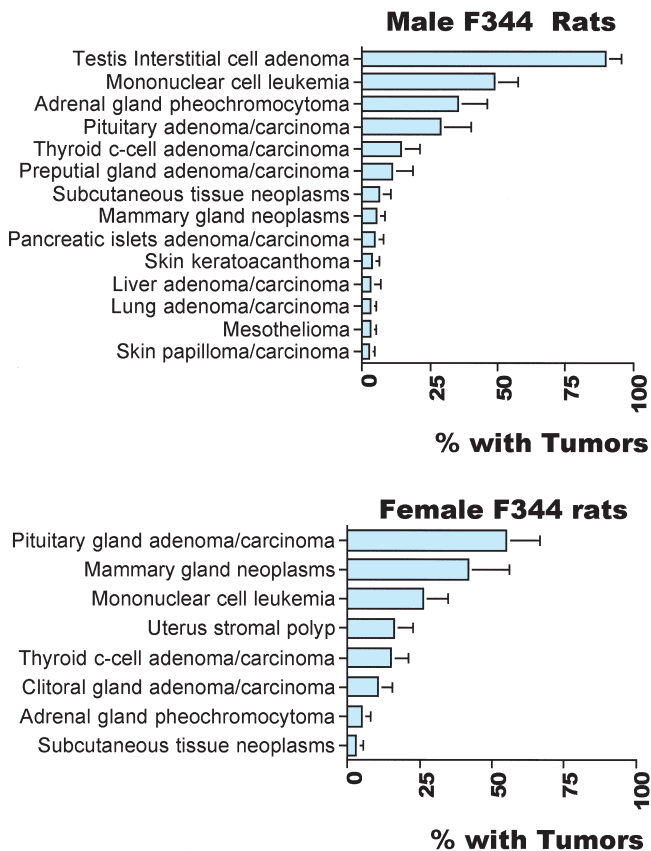 Male F344 Rats
Testis Interstitial cell adenoma
Mononuclear cell leukemia
Adrenal gland pheochromocytoma
Pituitary adenoma/carcinoma
Thyroid c-cell adenoma/carcinoma
Preputial gland adenoma/carcinoma
Subcutaneous tissue neoplasms
Mammary gland neoplasms
Pancreatic islets adenoma/carcinoma
Skin keratoacanthoma
Liver adenoma/carcinoma
Lung adenoma/carcinoma
Mesothelioma
Skin papilloma/carcinoma
0 25 50 75 100
% with Tumors
Female F344 rats
Pituitary gland adenoma/carcinoma
Mammary gland neoplasms
Mononuclear cell leukemia
Uterus stromal polyp
Thyroid c-cell adenoma/carcinoma
Clitoral gland adenoma/carcinoma
Adrenal gland pheochromocytoma
Subcutaneous tissue neoplasms
0 25 50 75 100
% with Tumors